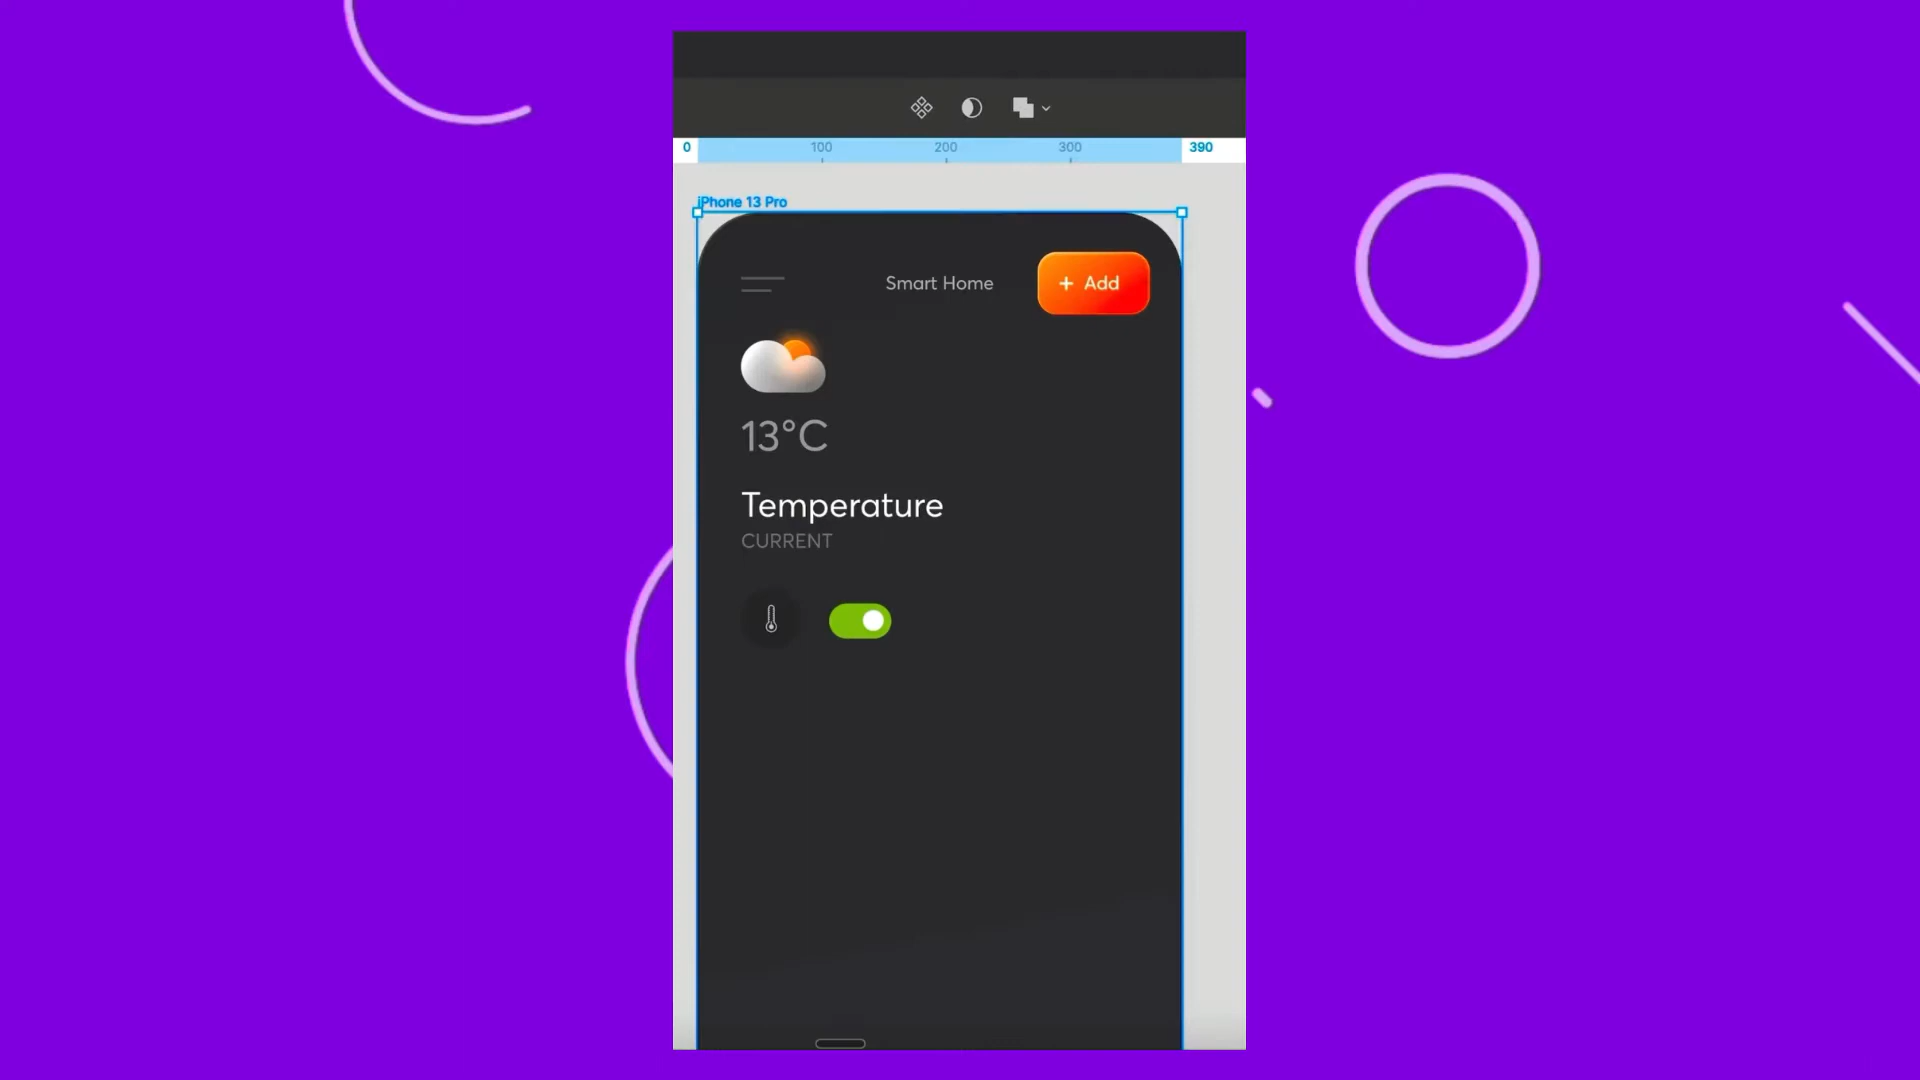 0 100 200 300 390
iPhone 13 Pro
Smart Home
+ Add
13°C
Temperature
CURRENT